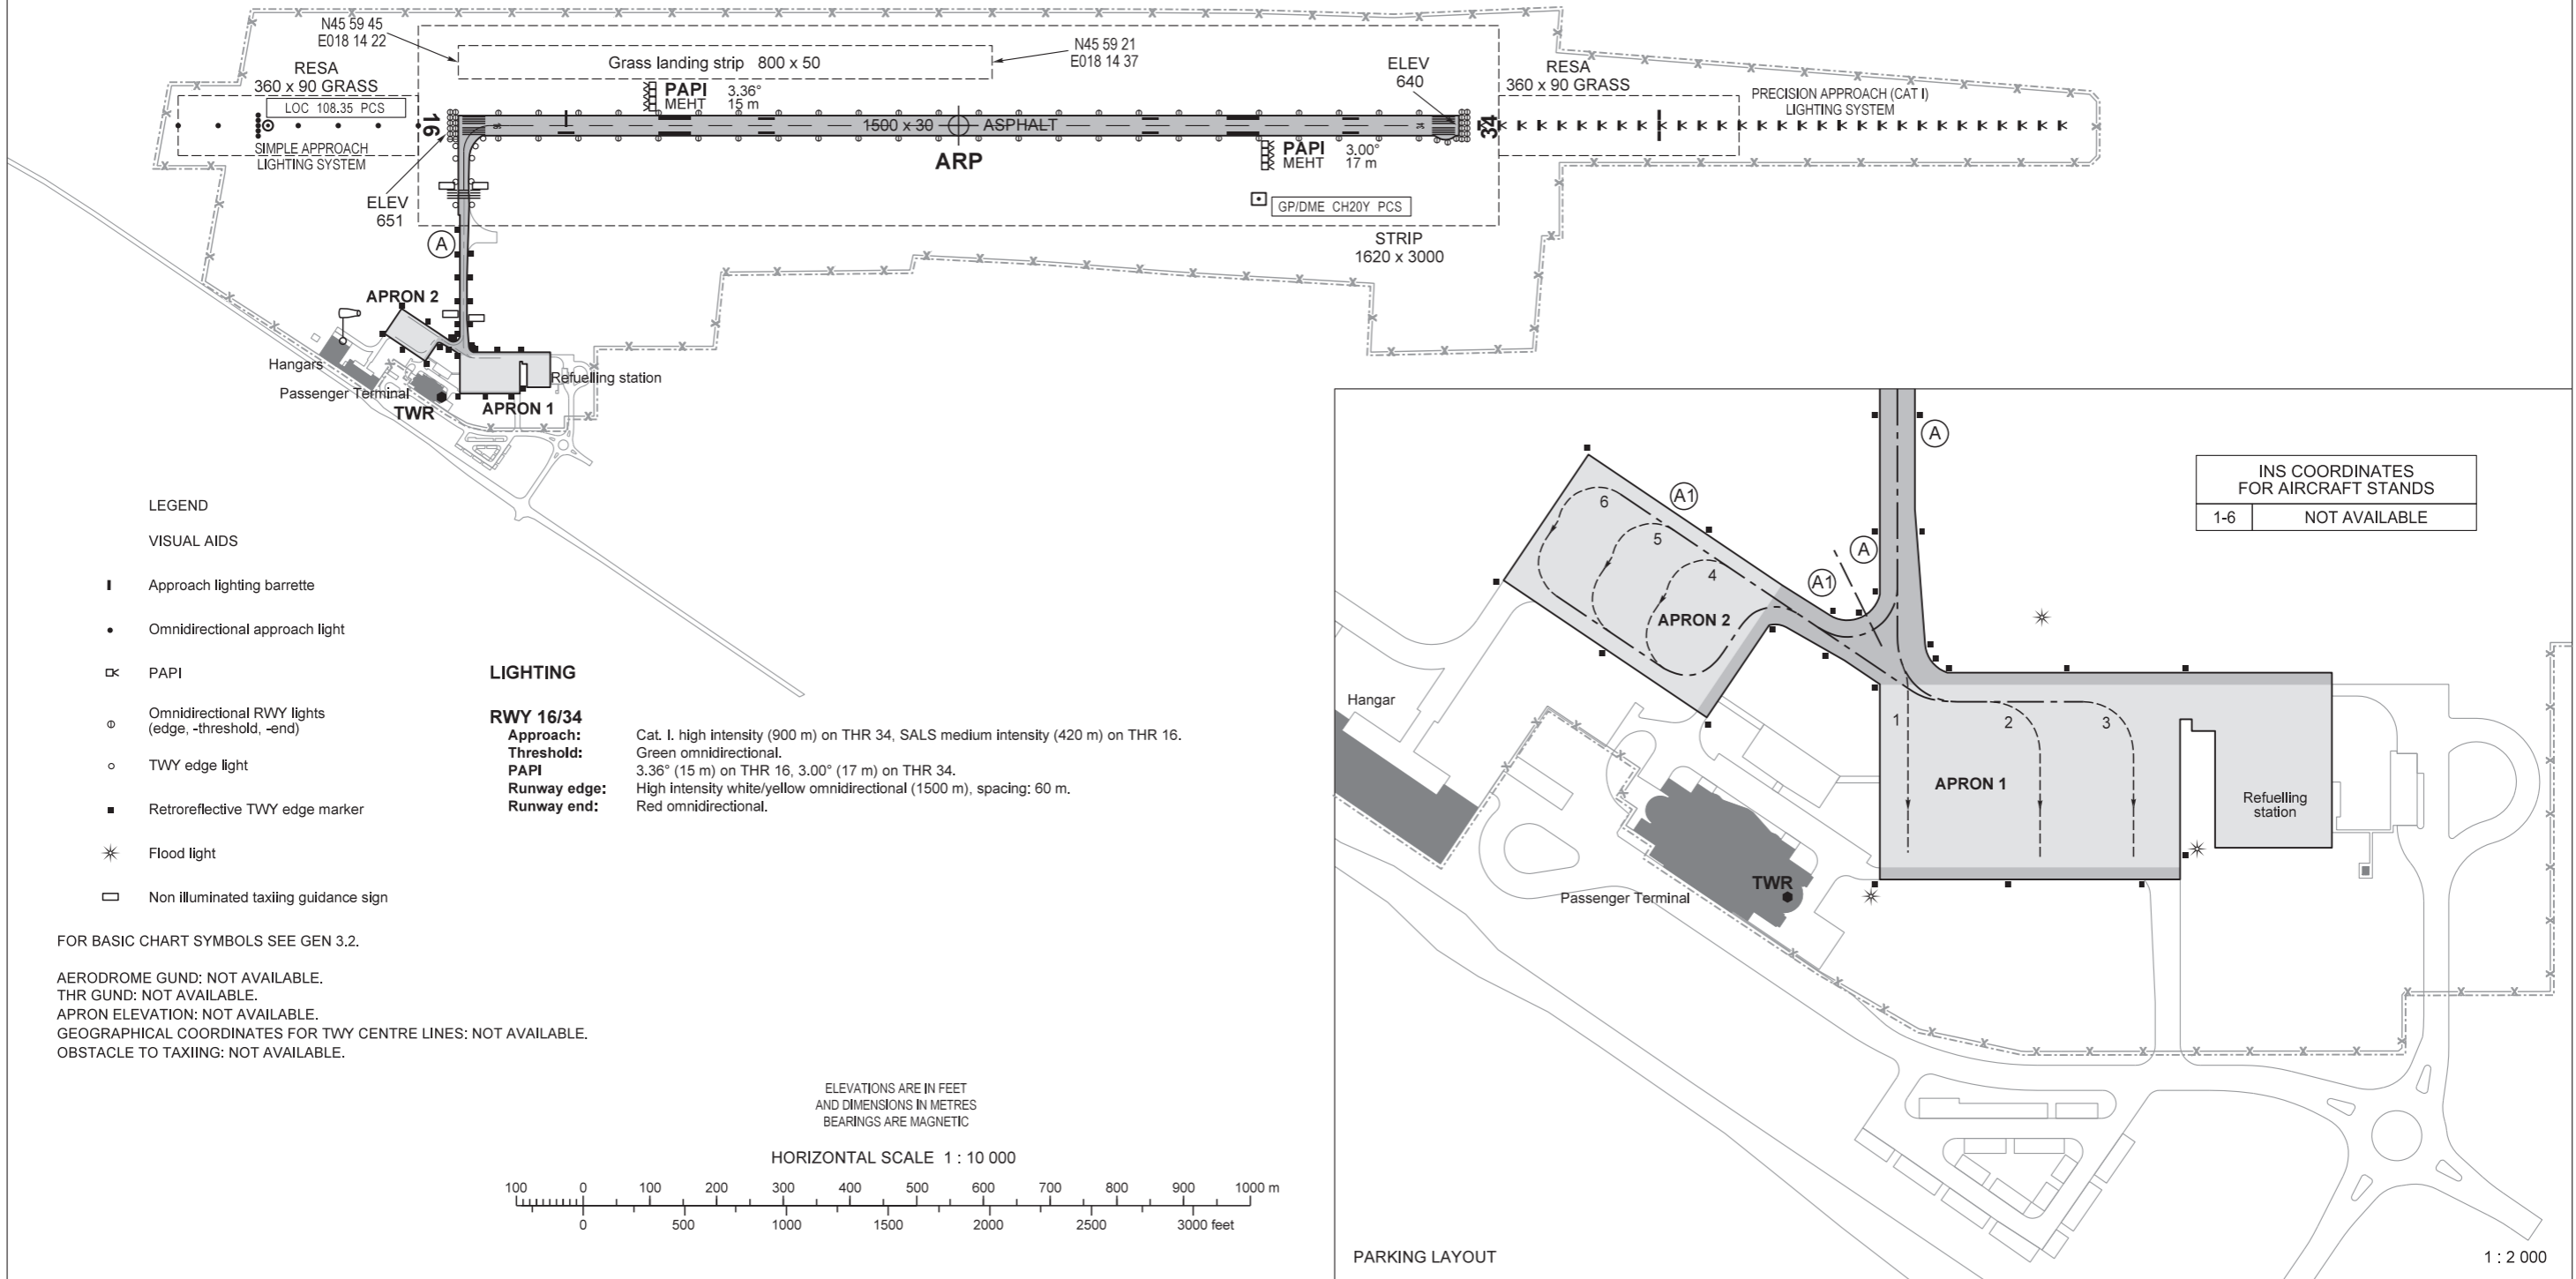 N45 59 45
E018 14 22
RESA
360 x 90 GRASS
LOC 108.35 PCS
SIMPLE APPROACH
LIGHTING SYSTEM
16
ELEV
651
Grass landing strip 800 x 50
N45 59 21
E018 14 37
PAPI 3.36°
MEHT 15 m
1500 x 30 ASPHALT
ARP
ELEV
640
34
PAPI 3.00°
MEHT 17 m
GP/DME CH20Y PCS
STRIP
1620 x 3000
RESA
360 x 90 GRASS
PRECISION APPROACH (CAT I)
LIGHTING SYSTEM
A
APRON 2
Hangars
Passenger Terminal
TWR
APRON 1
Refuelling station
LEGEND
VISUAL AIDS
Approach lighting barrette
Omnidirectional approach light
PAPI
Omnidirectional RWY lights
(edge, -threshold, -end)
TWY edge light
Retroreflective TWY edge marker
Flood light
Non illuminated taxiing guidance sign
LIGHTING
RWY 16/34
Approach: Cat. I. high intensity (900 m) on THR 34, SALS medium intensity (420 m) on THR 16.
Threshold: Green omnidirectional.
PAPI 3.36° (15 m) on THR 16, 3.00° (17 m) on THR 34.
Runway edge: High intensity white/yellow omnidirectional (1500 m), spacing: 60 m.
Runway end: Red omnidirectional.
FOR BASIC CHART SYMBOLS SEE GEN 3.2.
AERODROME GUND: NOT AVAILABLE.
THR GUND: NOT AVAILABLE.
APRON ELEVATION: NOT AVAILABLE.
GEOGRAPHICAL COORDINATES FOR TWY CENTRE LINES: NOT AVAILABLE.
OBSTACLE TO TAXIING: NOT AVAILABLE.
ELEVATIONS ARE IN FEET
AND DIMENSIONS IN METRES
BEARINGS ARE MAGNETIC
HORIZONTAL SCALE 1 : 10 000
100 0 100 200 300 400 500 600 700 800 900 1000 m
0 500 1000 1500 2000 2500 3000 feet
A
INS COORDINATES
FOR AIRCRAFT STANDS
1-6 NOT AVAILABLE
A1
6
5
4
A
A1
APRON 2
Hangar
1
2
3
APRON 1
Refuelling
station
TWR
Passenger Terminal
PARKING LAYOUT
1 : 2 000